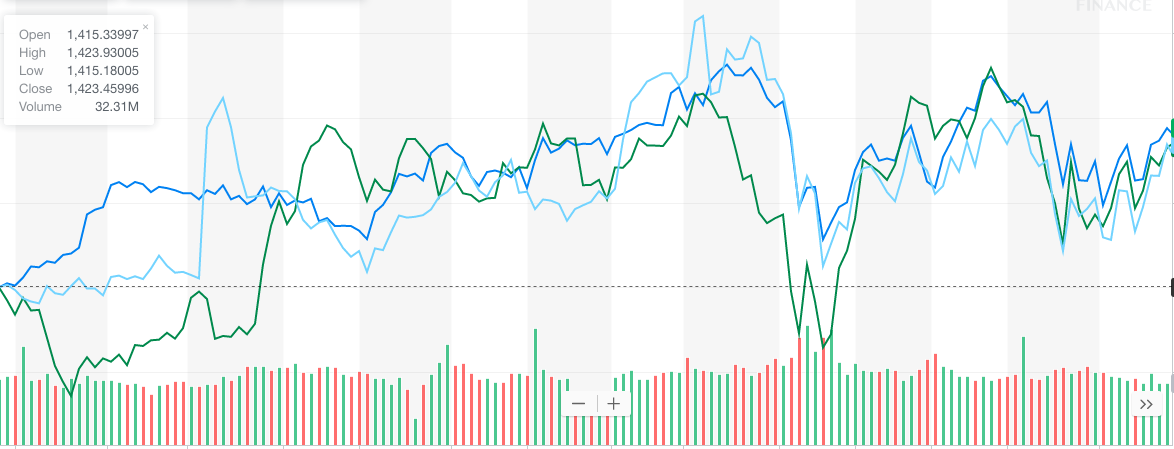 FINANCE
×
Open 1,415.33997
High 1,423.93005
Low 1,415.18005
Close 1,423.45996
Volume 32.31M